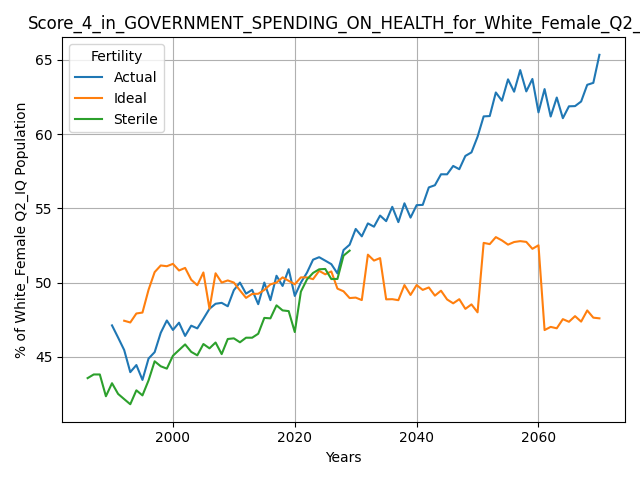 Score_4_in_GOVERNMENT_SPENDING_ON_HEALTH_for_White_Female_Q2_
Fertility
Actual
Ideal
Sterile
% of White_Female Q2_IQ Population
65
60
55
50
45
2000
2020
2040
2060
Years